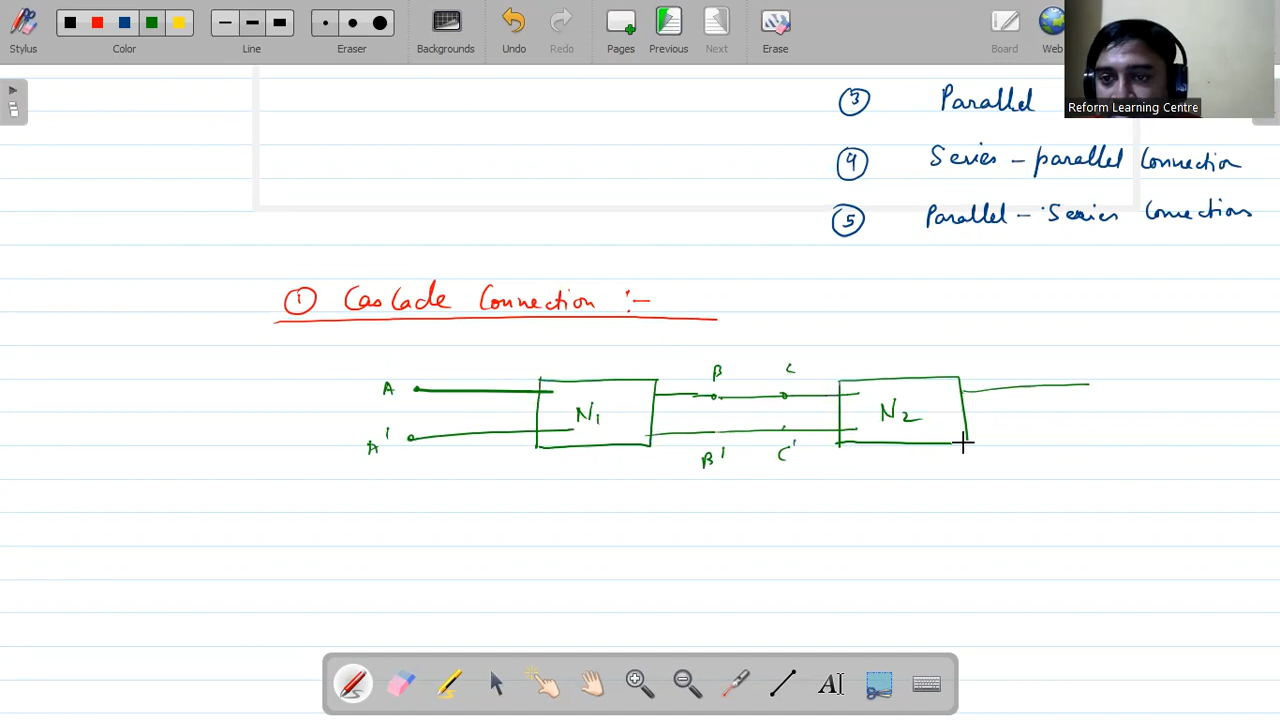 Stylus
Color
Line
Eraser
Backgrounds
Undo
Redo
Pages
Previous
Next
Erase
Board
Web
Reform Learning Centre
③ Parallel
④ Series - parallel Connection
⑤ Parallel - Series Connections
① Cascade Connection :-
A
B
C
N1
N2
A'
B'
C'